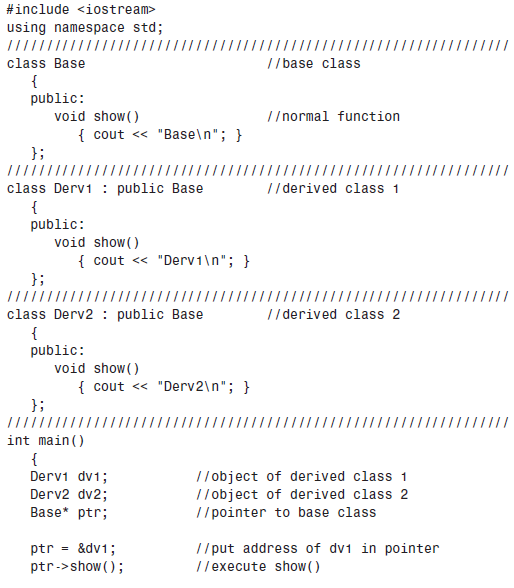 #include <iostream>
using namespace std;
////////////////////////////////////////////////////////////////
class Base                       //base class
   {
   public:
      void show()                //normal function
         { cout << "Base\n"; }
   };
////////////////////////////////////////////////////////////////
class Derv1 : public Base        //derived class 1
   {
   public:
      void show()
         { cout << "Derv1\n"; }
   };
////////////////////////////////////////////////////////////////
class Derv2 : public Base        //derived class 2
   {
   public:
      void show()
         { cout << "Derv2\n"; }
   };
////////////////////////////////////////////////////////////////
int main()
   {
   Derv1 dv1;           //object of derived class 1
   Derv2 dv2;           //object of derived class 2
   Base* ptr;           //pointer to base class

   ptr = &dv1;          //put address of dv1 in pointer
   ptr->show();         //execute show()